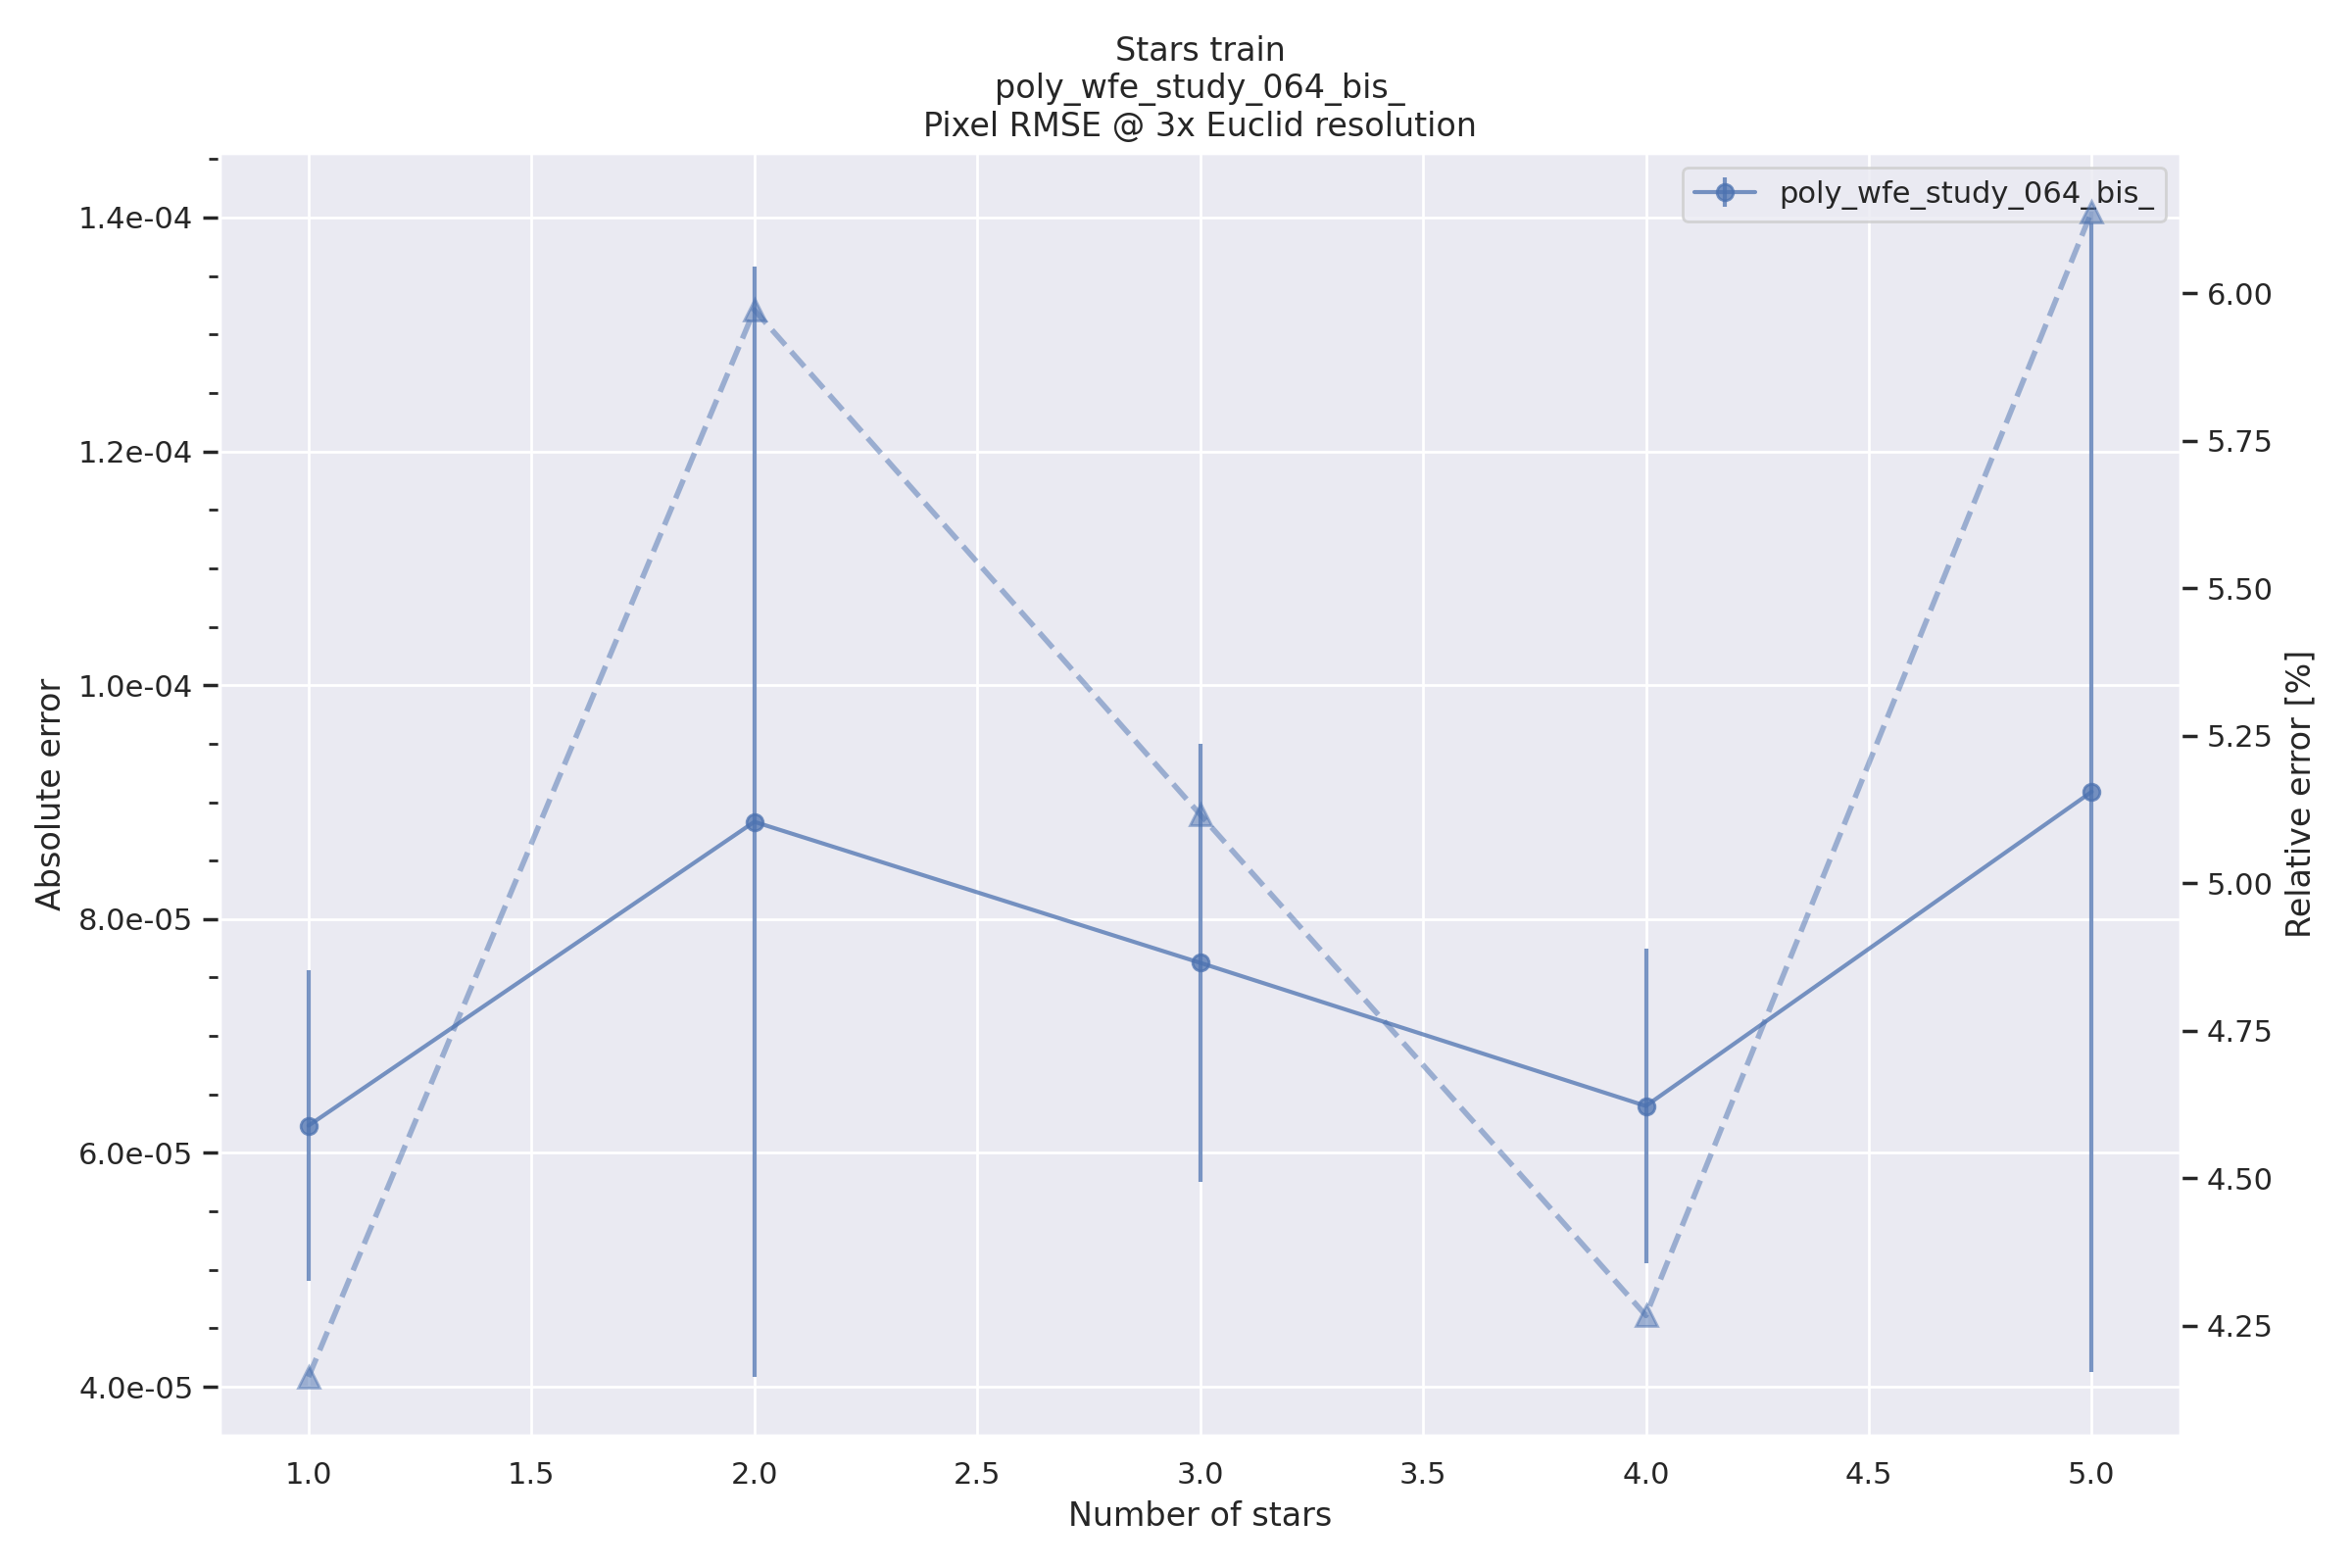 Stars train
poly_wfe_study_064_bis_
Pixel RMSE @ 3x Euclid resolution
poly_wfe_study_064_bis_
1.4e-04
1.2e-04
1.0e-04
8.0e-05
6.0e-05
4.0e-05
Absolute error
6.00
5.75
5.50
5.25
5.00
4.75
4.50
4.25
Relative error [%]
1.0 1.5 2.0 2.5 3.0 3.5 4.0 4.5 5.0
Number of stars